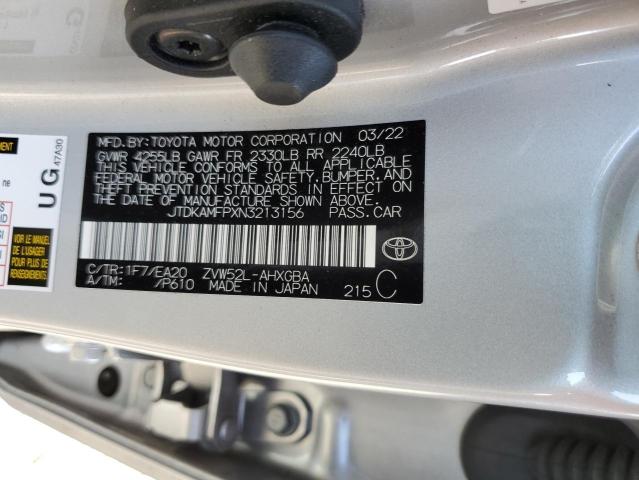 MFD.BY:TOYOTA MOTOR CORPORATION 03/22
GVWR 4255LB GAWR FR 2330LB RR 2240LB
THIS VEHICLE CONFORMS TO ALL APPLICABLE
FEDERAL MOTOR VEHICLE SAFETY,BUMPER,AND
THEFT PREVENTION STANDARDS IN EFFECT ON
THE DATE OF MANUFACTURE SHOWN ABOVE.
JTDKAMFPXN3213156 PASS.CAR
C/TR:1F7/EA20 ZVW52L-AHXGBA
A/TM: /P610 MADE IN JAPAN 215 C
TOYOTA
UG
47A30
ne
Voir le MANUEL
de L'USAGER
POUR PLUS DE